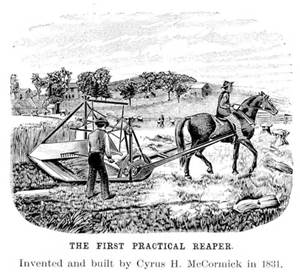 THE FIRST PRACTICAL REAPER.
Invented and built by Cyrus H. McCormick in 1831.